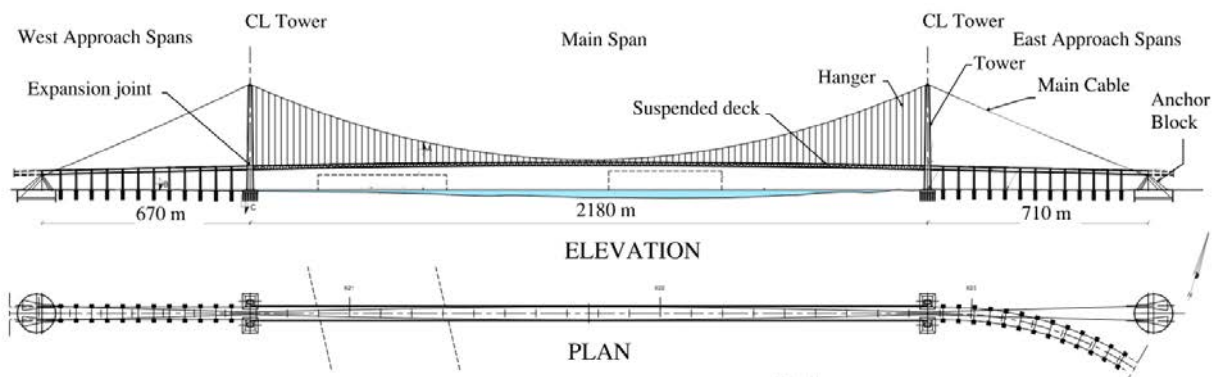 CL Tower
CL Tower
West Approach Spans
Main Span
East Approach Spans
Tower
Hanger
Main Cable
Expansion joint
Suspended deck
Anchor
Block
670 m
2180 m
710 m
ELEVATION
PLAN